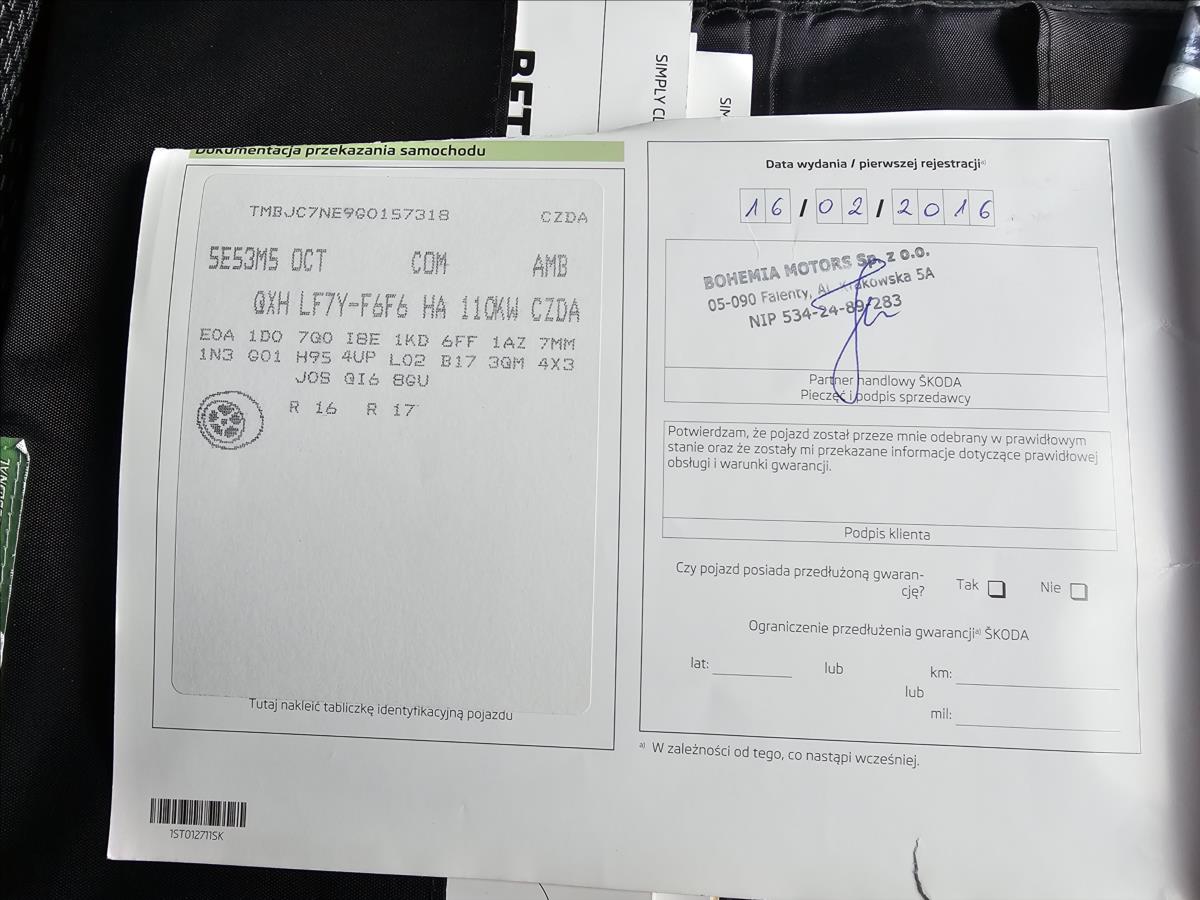 RET
SIMPLY CL
SIM
Dokumentacja przekazania samochodu
TMBJC7NE9G0157318 CZDA
5E53M5 OCT COM AMB
QXH LF7Y-F6F6 HA 110KW CZDA
E0A 1D0 7Q0 I8E 1KD 6FF 1AZ 7MM
1N3 G01 H95 4UP L02 B17 3GM 4X3
J0S QI6 8GU
R 16 R 17
Tutaj nakleić tabliczkę identyfikacyjną pojazdu
1ST012711SK
Data wydania / pierwszej rejestracji a)
16/02/2016
BOHEMIA MOTORS Sp. z o.o.
05-090 Falenty, Al. Krakowska 5A
NIP 534-24-89-283
Partner handlowy ŠKODA
Pieczęć i podpis sprzedawcy
Potwierdzam, że pojazd został przeze mnie odebrany w prawidłowym
stanie oraz że zostały mi przekazane informacje dotyczące prawidłowej
obsługi i warunki gwarancji.
Podpis klienta
Czy pojazd posiada przedłużoną gwaran-
cję? Tak Nie
Ograniczenie przedłużenia gwarancji a) ŠKODA
lat: lub km:
lub
mil:
a) W zależności od tego, co nastąpi wcześniej.